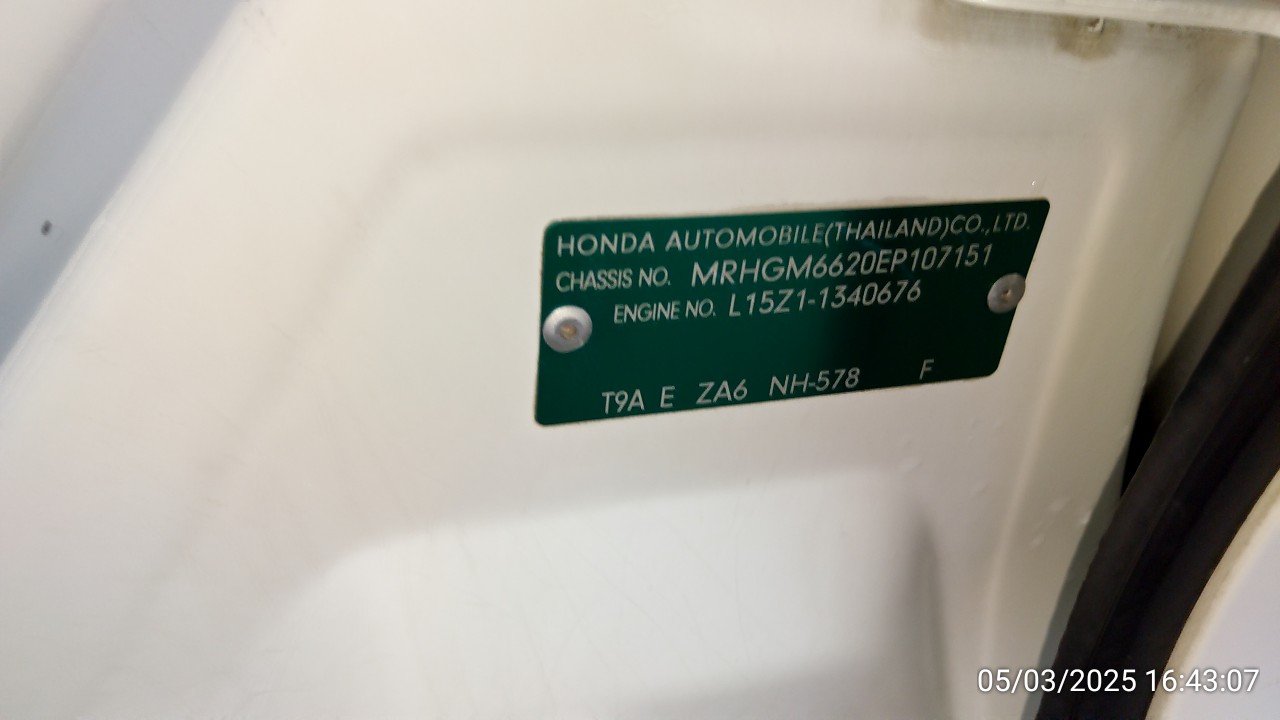 HONDA AUTOMOBILE(THAILAND)CO.,LTD.
CHASSIS NO. MRHGM6620EP107151
ENGINE NO. L15Z1-1340676
T9A E ZA6 NH-578 F
05/03/2025 16:43:07